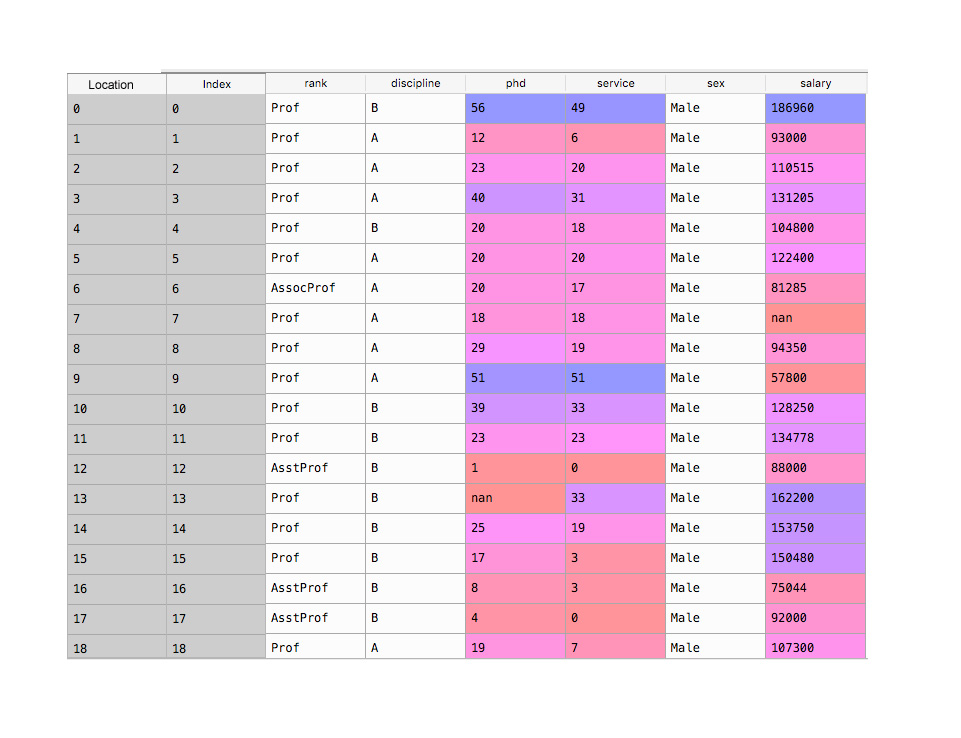 Location Index rank discipline phd service sex salary
0 0 Prof B 56 49 Male 186960
1 1 Prof A 12 6 Male 93000
2 2 Prof A 23 20 Male 110515
3 3 Prof A 40 31 Male 131205
4 4 Prof B 20 18 Male 104800
5 5 Prof A 20 20 Male 122400
6 6 AssocProf A 20 17 Male 81285
7 7 Prof A 18 18 Male nan
8 8 Prof A 29 19 Male 94350
9 9 Prof A 51 51 Male 57800
10 10 Prof B 39 33 Male 128250
11 11 Prof B 23 23 Male 134778
12 12 AsstProf B 1 0 Male 88000
13 13 Prof B nan 33 Male 162200
14 14 Prof B 25 19 Male 153750
15 15 Prof B 17 3 Male 150480
16 16 AsstProf B 8 3 Male 75044
17 17 AsstProf B 4 0 Male 92000
18 18 Prof A 19 7 Male 107300